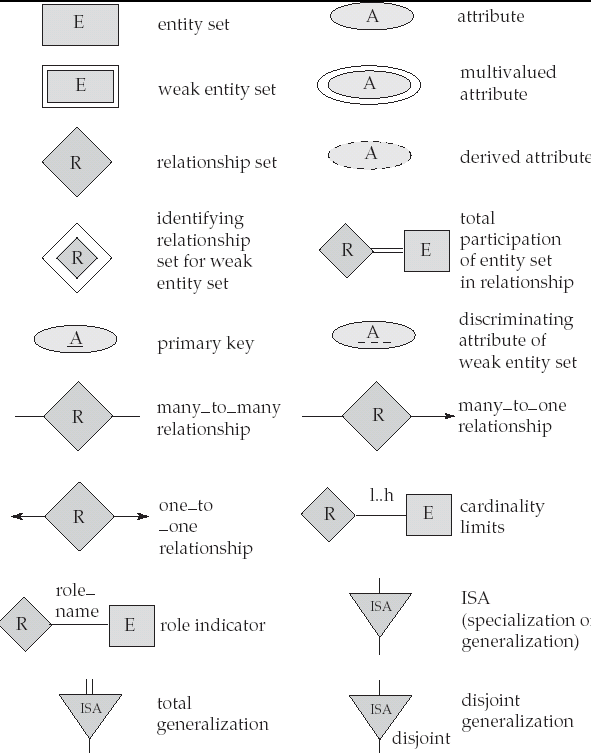 E
entity set
A
attribute
E
weak entity set
A
multivalued
attribute
R
relationship set
A
derived attribute
R
identifying
relationship
set for weak
entity set
R
E
total
participation
of entity set
in relationship
A
primary key
A
discriminating
attribute of
weak entity set
R
many_to_many
relationship
R
many_to_one
relationship
R
one_to
_one
relationship
R
l..h
E
cardinality
limits
R
role_
name
E
role indicator
ISA
ISA
(specialization or
generalization)
ISA
total
generalization
ISA
disjoint
disjoint
generalization